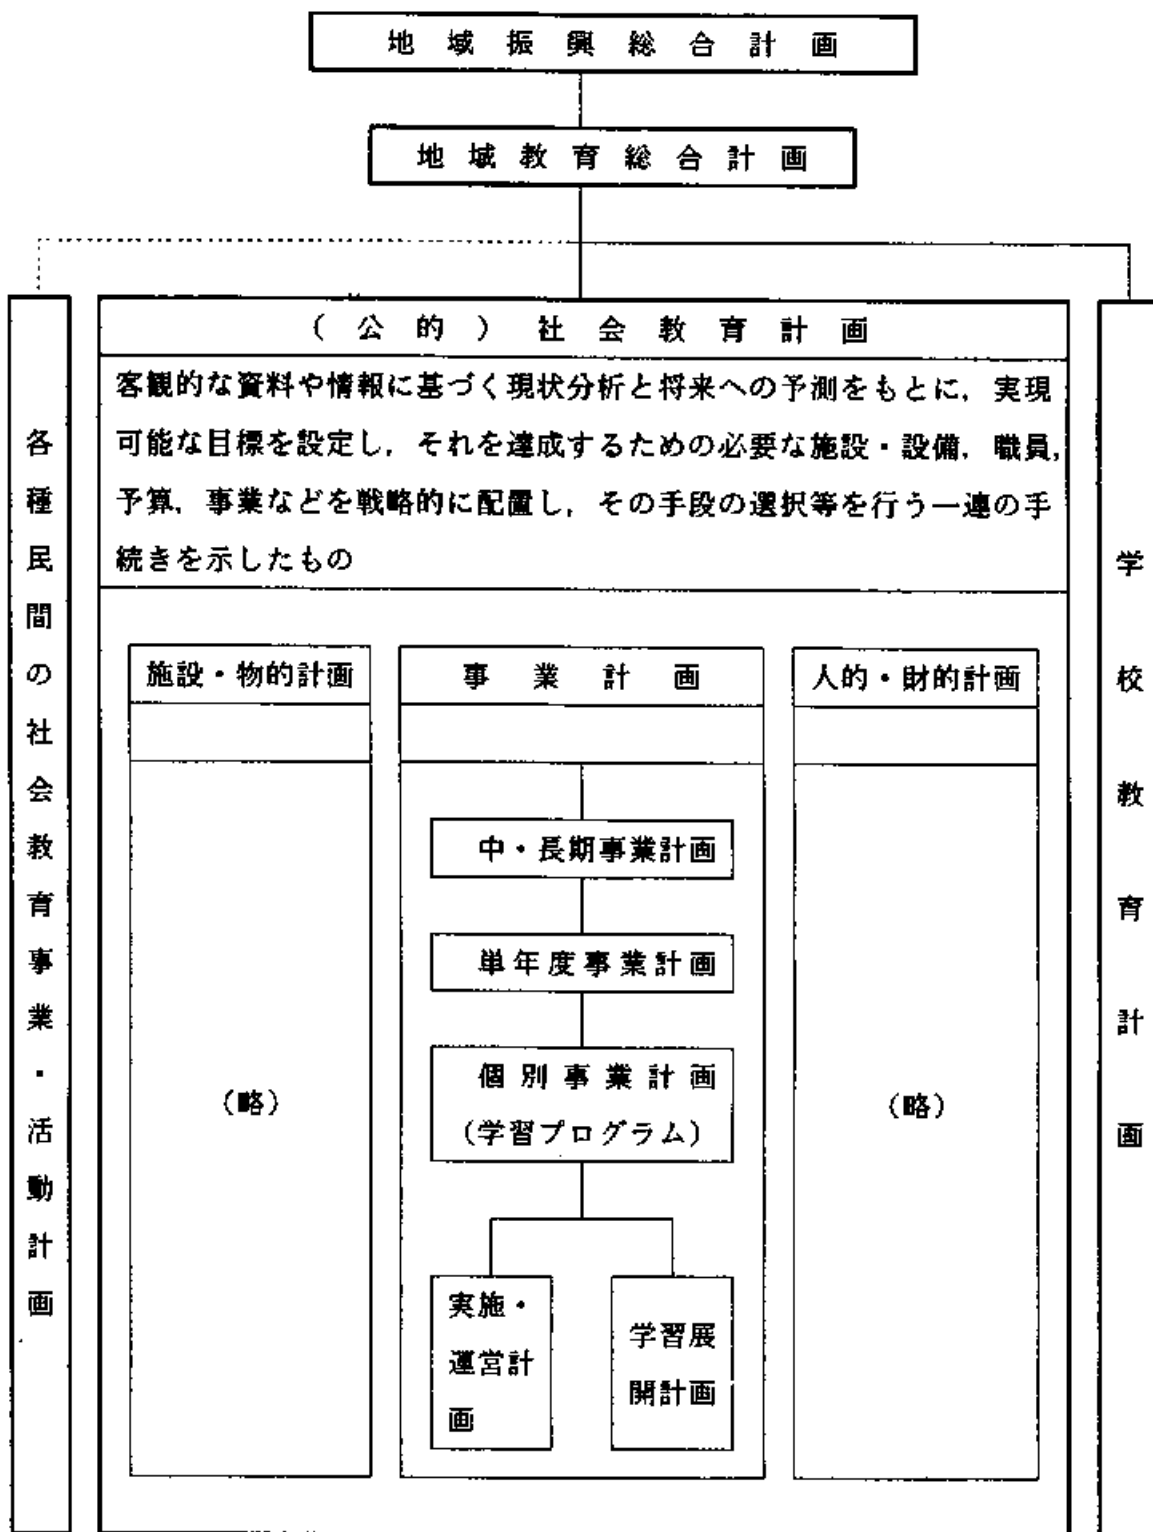 地域振興総合計画
地域教育総合計画
各種民間の社会教育事業・活動計画
(公的)社会教育計画
客観的な資料や情報に基づく現状分析と将来への予測をもとに,実現
可能な目標を設定し,それを達成するための必要な施設・設備,職員,
予算,事業などを戦略的に配置し,その手段の選択等を行う一連の手
続きを示したもの
施設・物的計画
(略)
事業計画
中・長期事業計画
単年度事業計画
個別事業計画
(学習プログラム)
実施・
運営計
画
学習展
開計画
人的・財的計画
(略)
学校教育計画